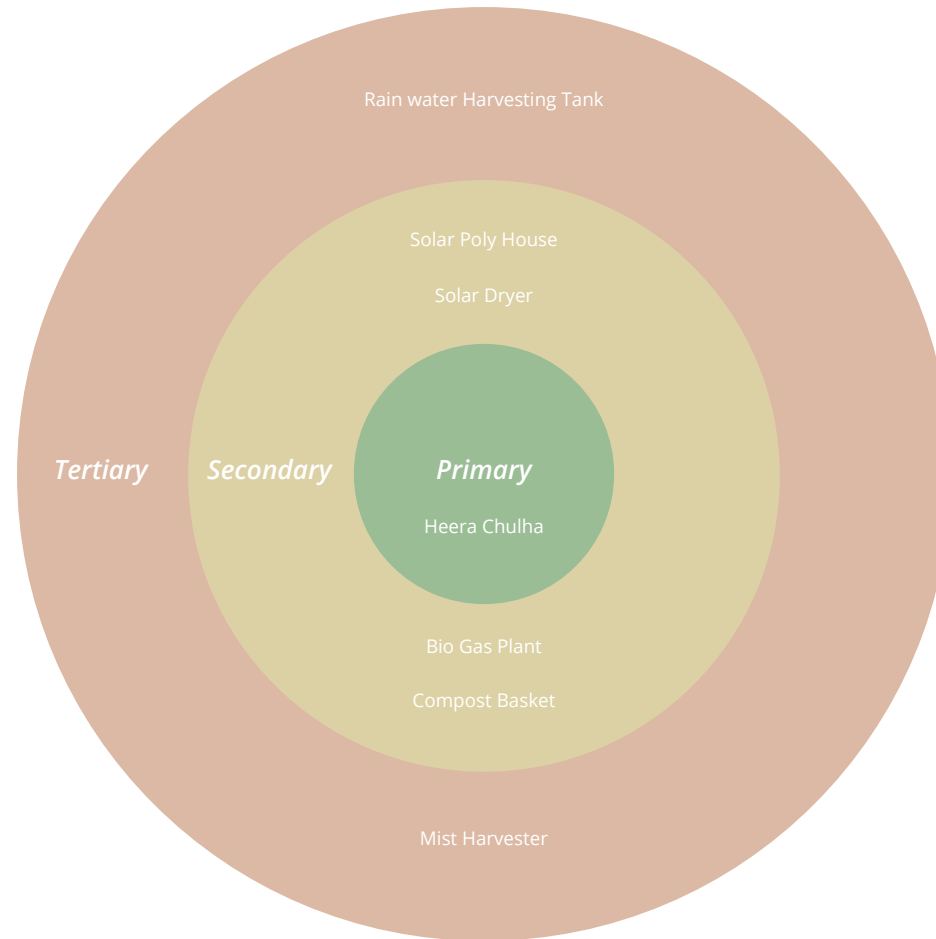 Rain water Harvesting Tank
Solar Poly House
Solar Dryer
Tertiary
Secondary
Primary
Heera Chulha
Bio Gas Plant
Compost Basket
Mist Harvester